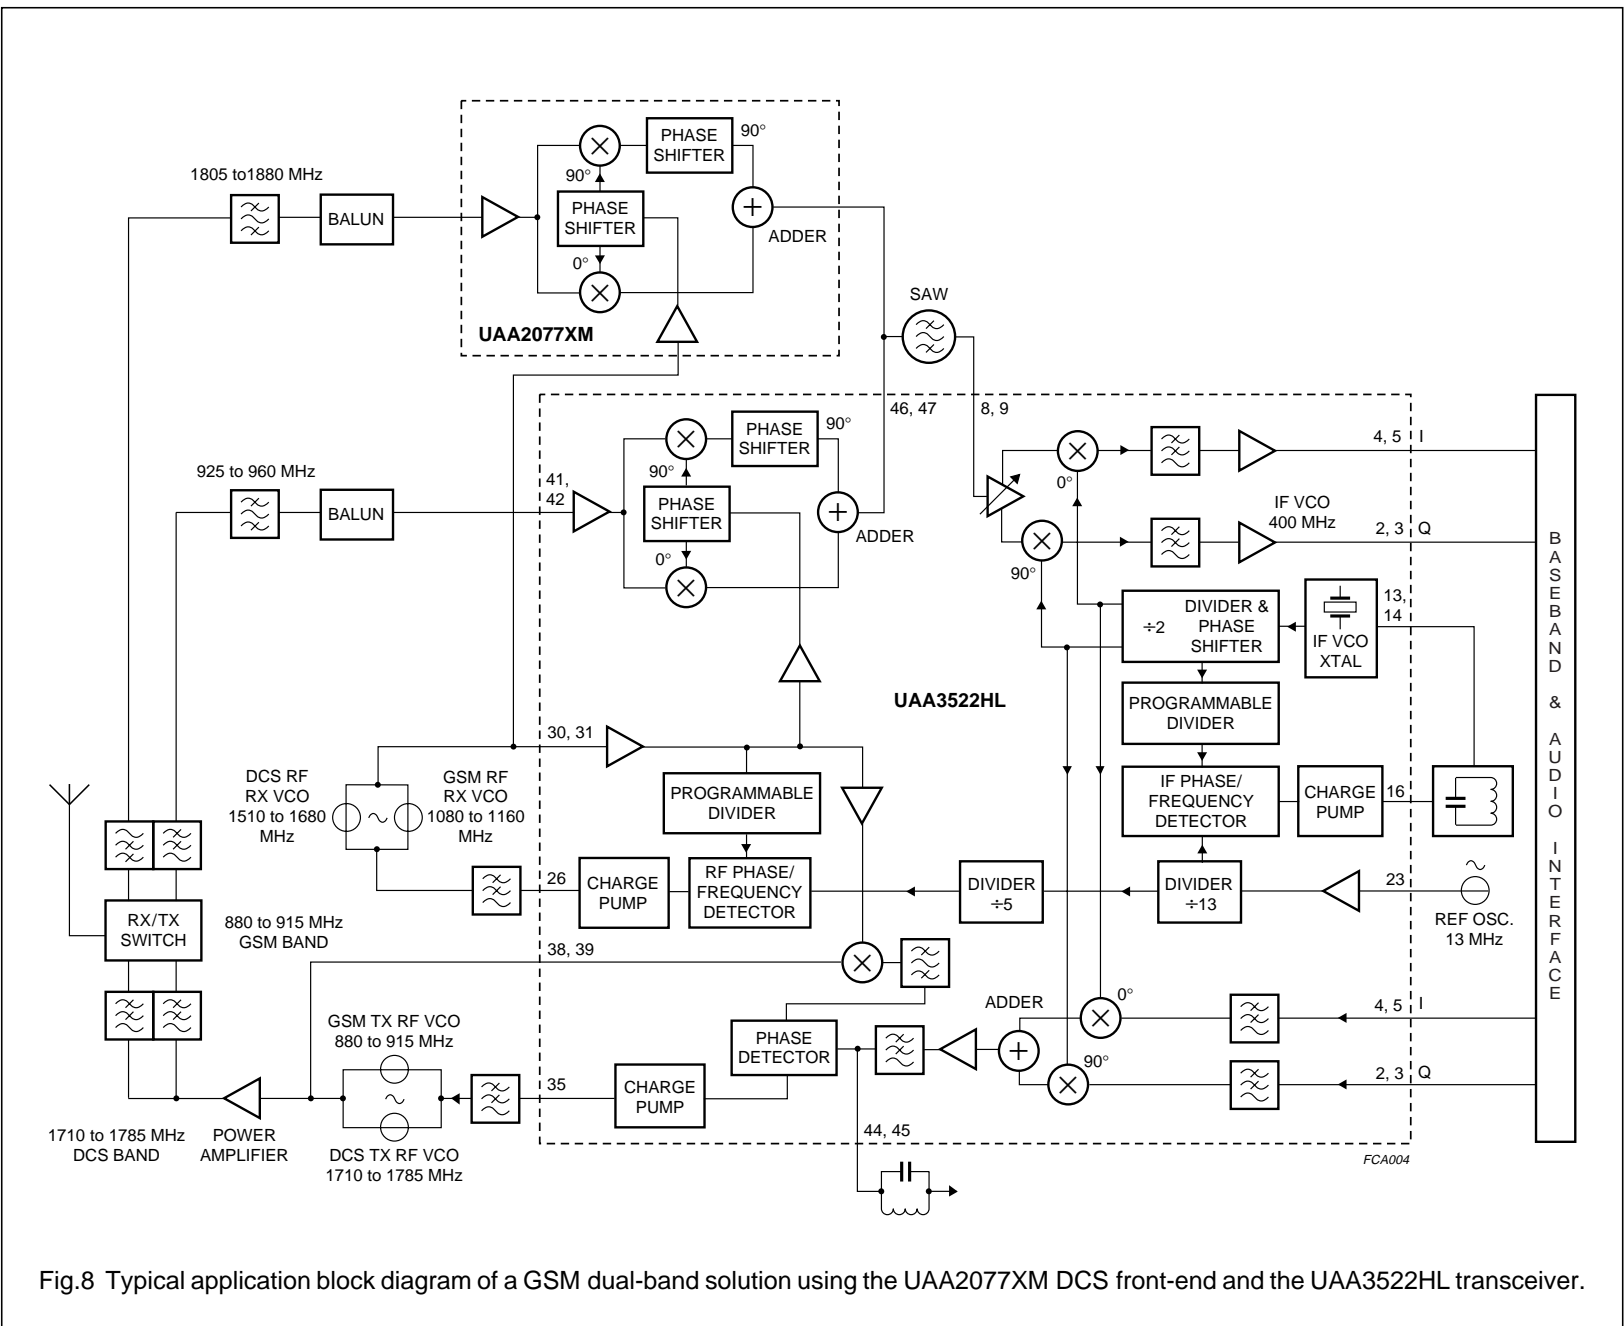 PHASE
SHIFTER
90°
1805 to1880 MHz
BALUN
90°
PHASE
SHIFTER
0°
+
ADDER
UAA2077XM
SAW
46, 47
8, 9
PHASE
SHIFTER
90°
925 to 960 MHz
BALUN
41,
42
90°
PHASE
SHIFTER
0°
+
ADDER
0°
90°
4, 5
I
IF VCO
400 MHz
2, 3
Q
÷2
DIVIDER &
PHASE
SHIFTER
IF VCO
XTAL
13,
14
UAA3522HL
PROGRAMMABLE
DIVIDER
30, 31
DCS RF
RX VCO
1510 to 1680
MHz
GSM RF
RX VCO
1080 to 1160
MHz
PROGRAMMABLE
DIVIDER
IF PHASE/
FREQUENCY
DETECTOR
CHARGE
PUMP
16
26
CHARGE
PUMP
RF PHASE/
FREQUENCY
DETECTOR
DIVIDER
÷5
DIVIDER
÷13
23
REF OSC.
13 MHz
RX/TX
SWITCH
880 to 915 MHz
GSM BAND
38, 39
ADDER
0°
+
90°
4, 5
I
2, 3
Q
GSM TX RF VCO
880 to 915 MHz
PHASE
DETECTOR
35
CHARGE
PUMP
1710 to 1785 MHz
DCS BAND
POWER
AMPLIFIER
DCS TX RF VCO
1710 to 1785 MHz
44, 45
BASEBAND & AUDIO INTERFACE
FCA004
Fig.8 Typical application block diagram of a GSM dual-band solution using the UAA2077XM DCS front-end and the UAA3522HL transceiver.